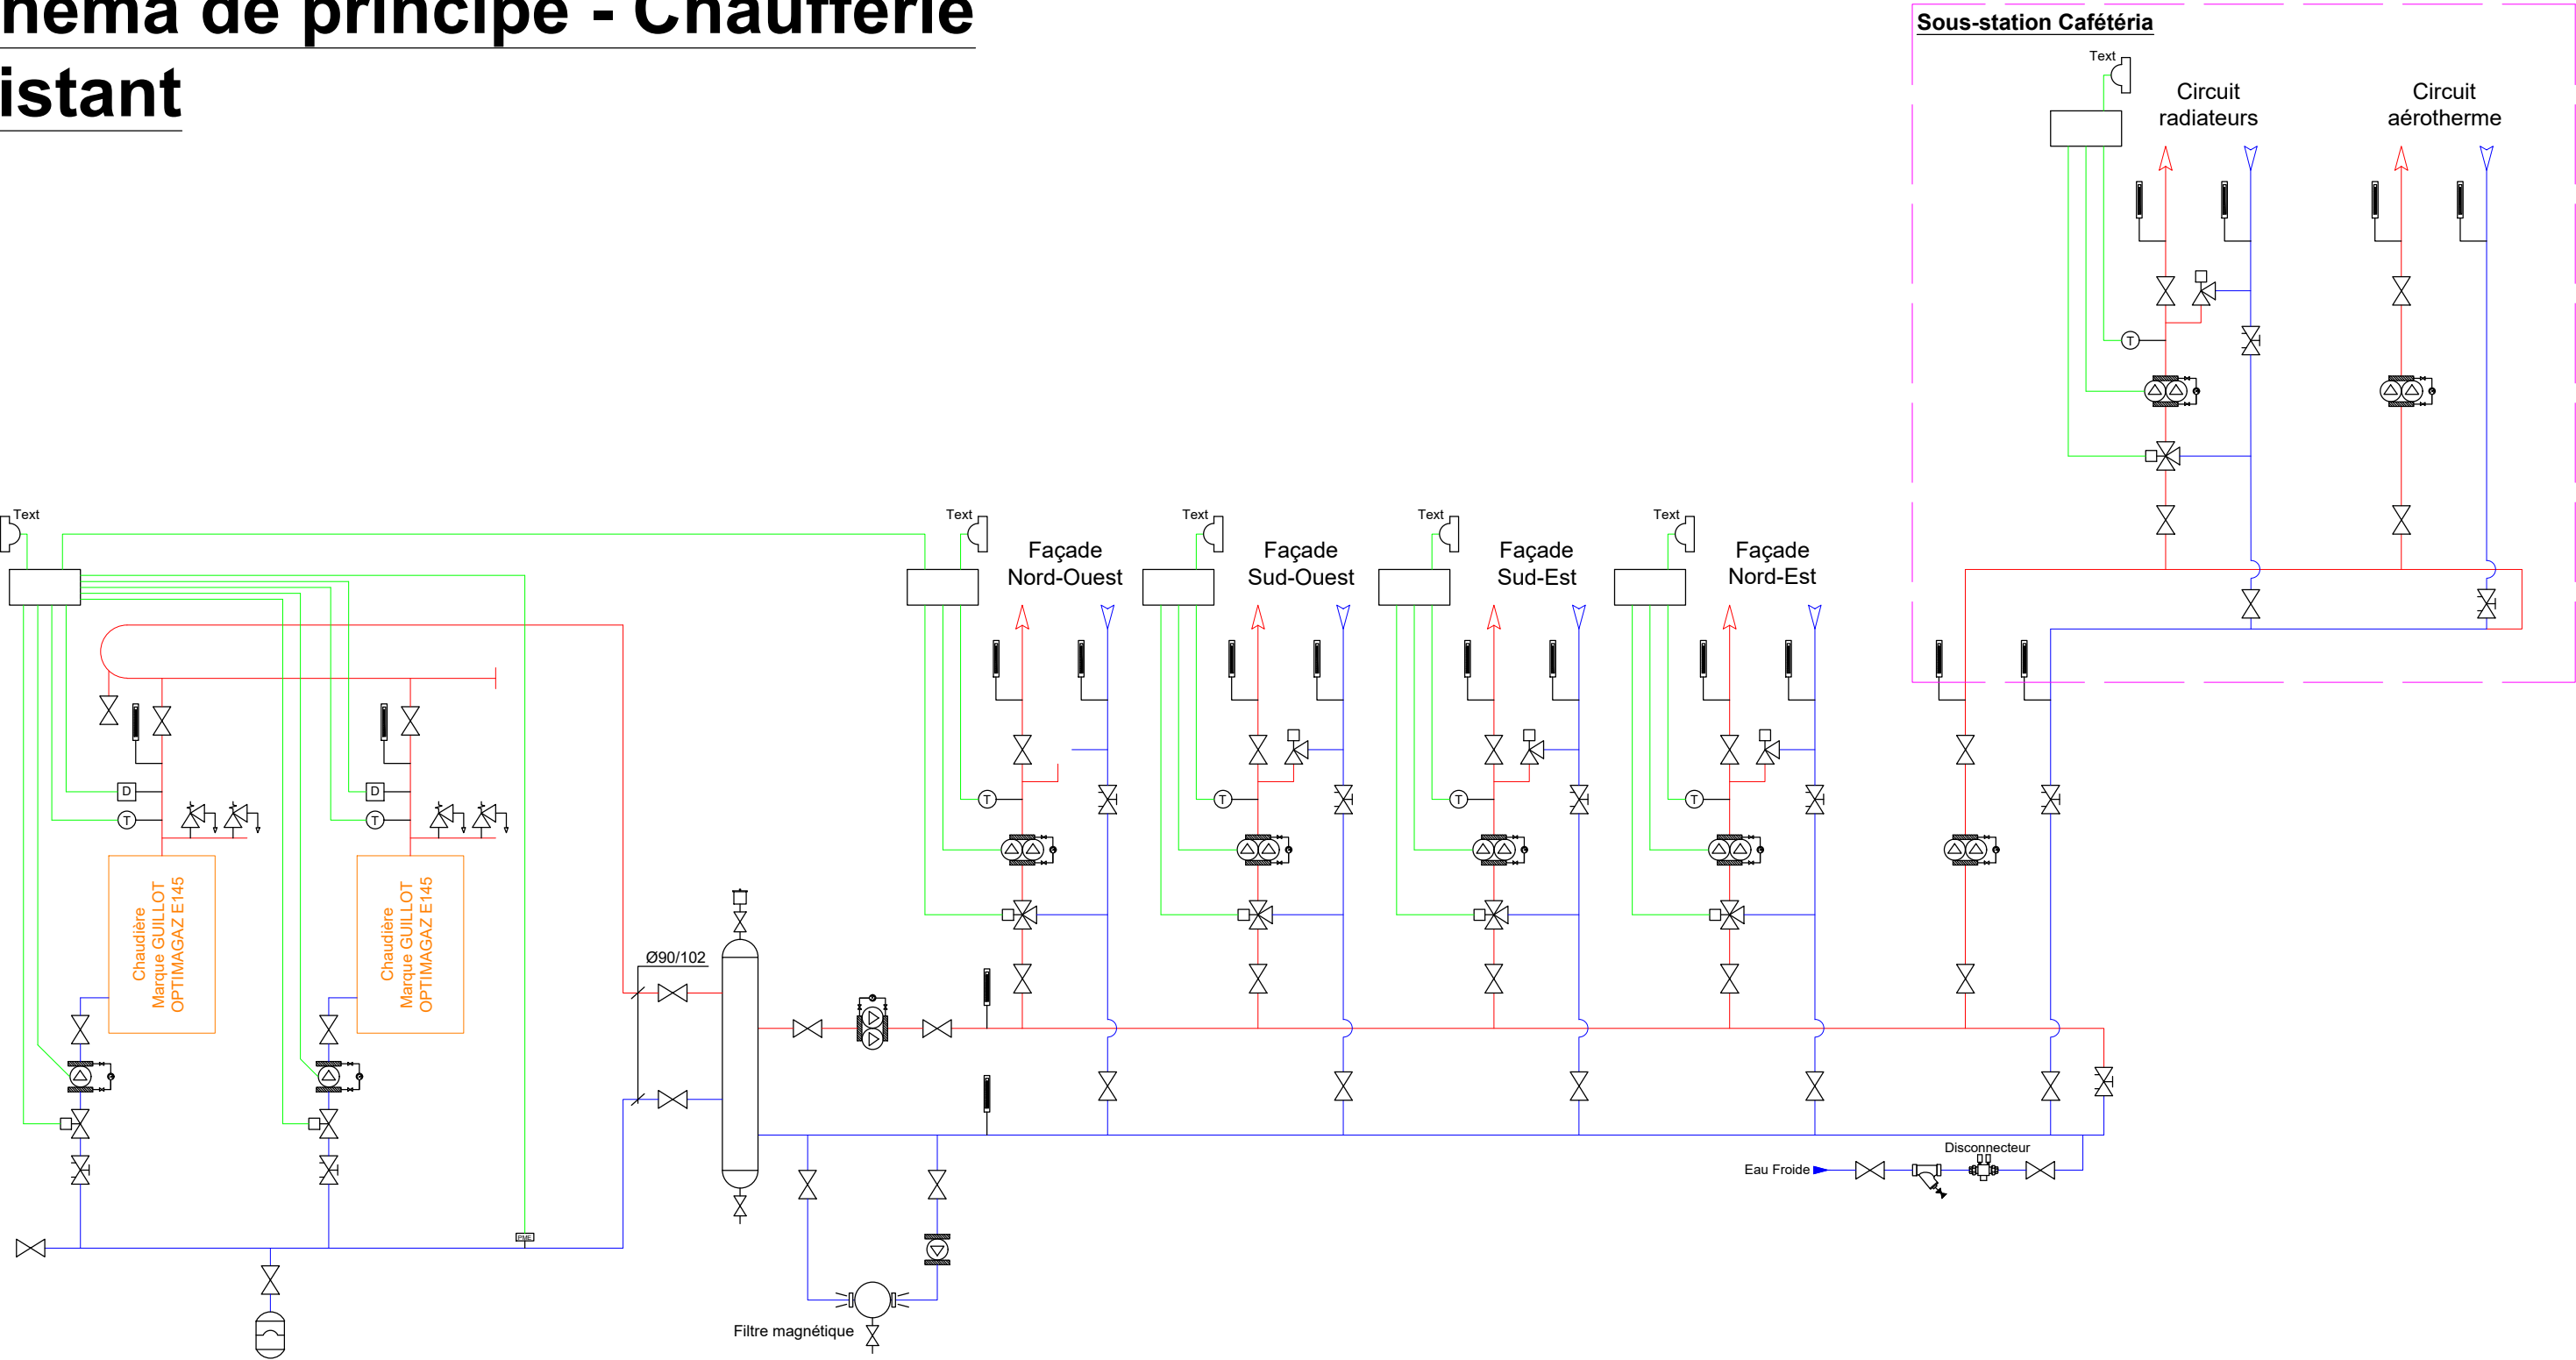 néma de principe - Chaufferie
istant
Sous-station Cafétéria
Text
Circuit
radiateurs
Circuit
aérotherme
Text
Text
Façade
Nord-Ouest
Text
Façade
Sud-Ouest
Text
Façade
Sud-Est
Text
Façade
Nord-Est
T
D
T
D
T
T
T
T
T
Chaudière
Marque GUILLOT
OPTIMAGAZ E145
Chaudière
Marque GUILLOT
OPTIMAGAZ E145
Ø90/102
Disconnecteur
Eau Froide
PME
Filtre magnétique